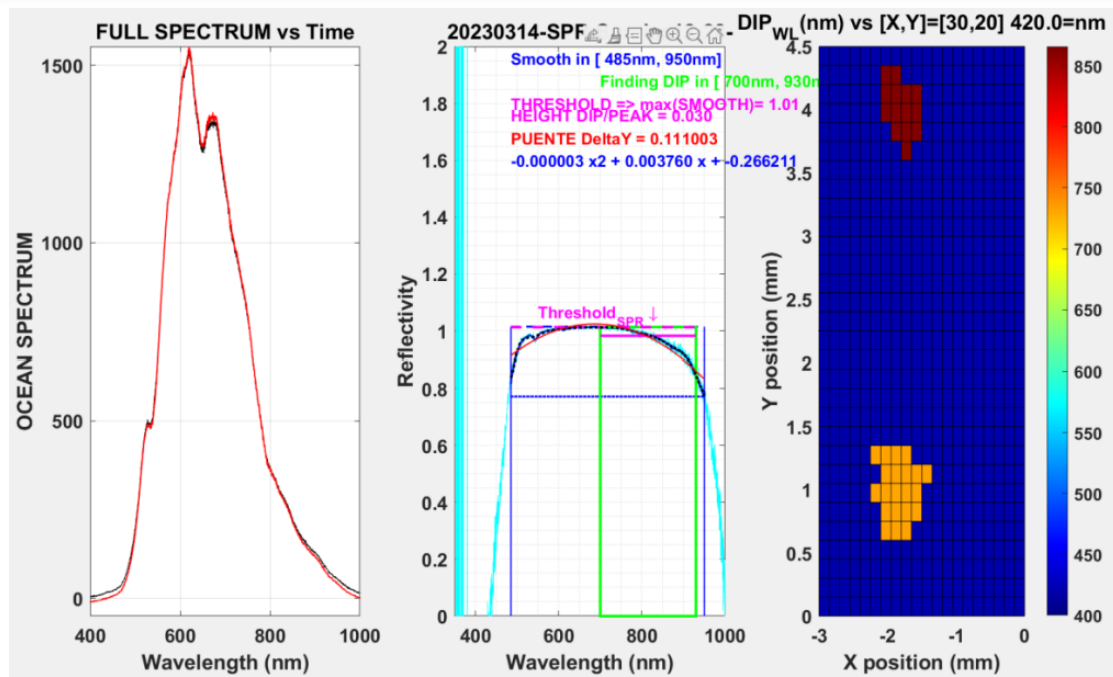 FULL SPECTRUM vs Time
OCEAN SPECTRUM
1500
1000
500
0
400 600 800 1000
Wavelength (nm)
20230314-SPR
Smooth in [ 485nm, 950nm]
Finding DIP in [ 700nm, 930n
THRESHOLD => max(SMOOTH)= 1.01
HEIGHT DIP/PEAK = 0.030
PUENTE DeltaY = 0.111003
-0.000003 x2 + 0.003760 x + -0.266211
Threshold SPR ↓
Reflectivity
2
1.8
1.6
1.4
1.2
1
0.8
0.6
0.4
0.2
0
400 600 800 1000
Wavelength (nm)
DIP WL (nm) vs [X,Y]=[30,20] 420.0=nm
Y position (mm)
4.5
4
3.5
3
2.5
2
1.5
1
0.5
0
-3 -2 -1 0
X position (mm)
850
800
750
700
650
600
550
500
450
400